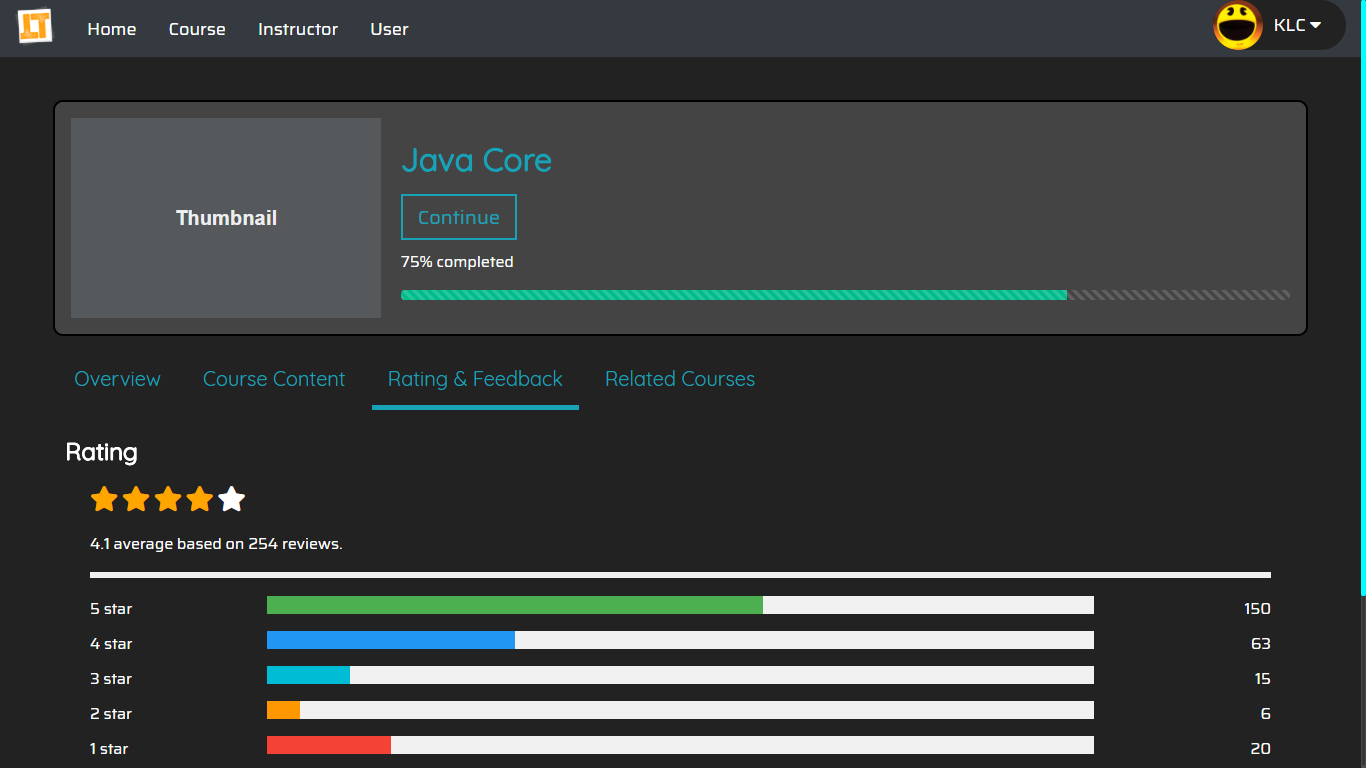 LT
Home Course Instructor User KLC
Thumbnail
Java Core
Continue
75% completed
Overview Course Content Rating & Feedback Related Courses
Rating
4.1 average based on 254 reviews.
5 star 150
4 star 63
3 star 15
2 star 6
1 star 20